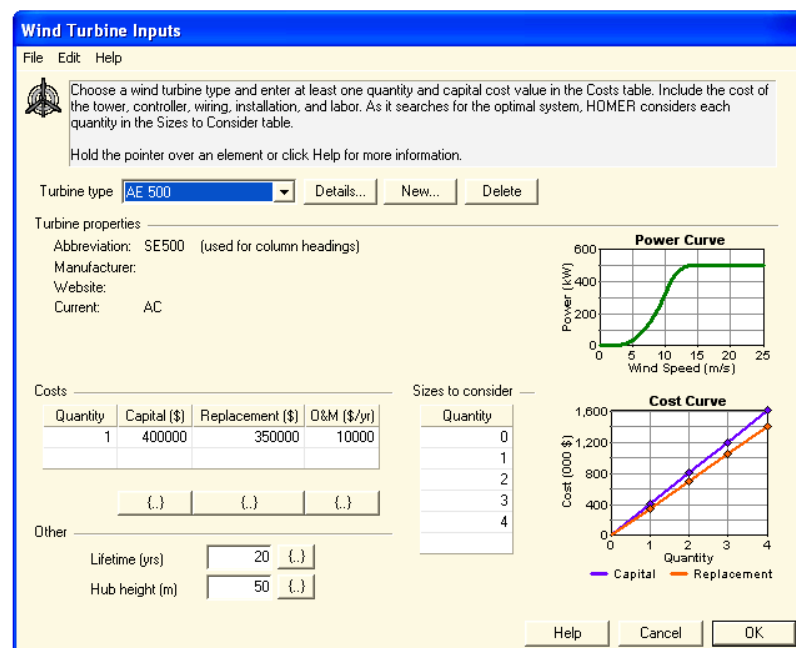 Wind Turbine Inputs
File Edit Help
Choose a wind turbine type and enter at least one quantity and capital cost value in the Costs table. Include the cost of
the tower, controller, wiring, installation, and labor. As it searches for the optimal system, HOMER considers each
quantity in the Sizes to Consider table.
Hold the pointer over an element or click Help for more information.
Turbine type AE 500 Details... New... Delete
Turbine properties
Abbreviation: SE500 (used for column headings)
Manufacturer:
Website:
Current: AC
Power Curve
Power (kW)
600
400
200
0
0 5 10 15 20 25
Wind Speed (m/s)
Costs
Quantity Capital ($) Replacement ($) O&M ($/yr)
1 400000 350000 10000
{..} {..} {..}
Sizes to consider
Quantity
0
1
2
3
4
Cost Curve
Cost (000 $)
1,600
1,200
800
400
0
0 1 2 3 4
Quantity
Capital Replacement
Other
Lifetime (yrs) 20 {..}
Hub height (m) 50 {..}
Help Cancel OK